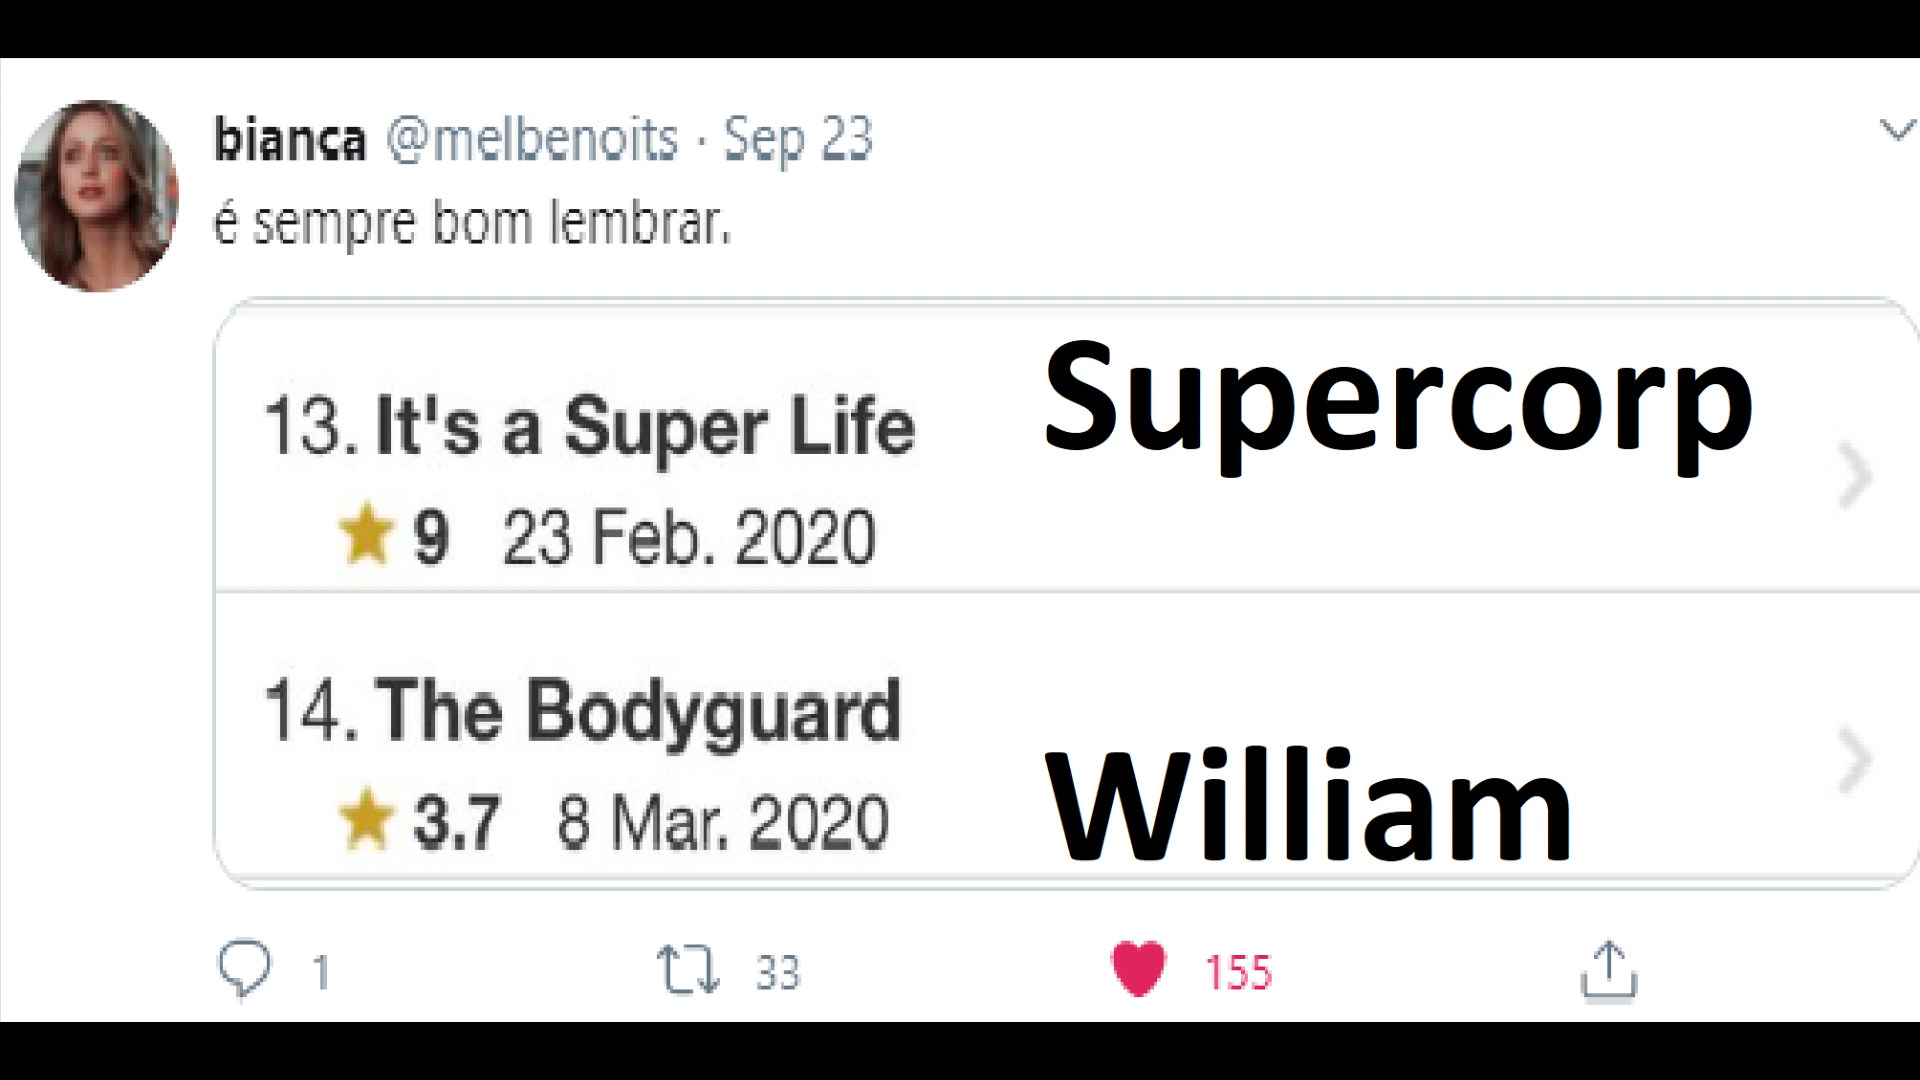 bianca @melbenoits · Sep 23
é sempre bom lembrar.
13. It's a Super Life
Supercorp
9 23 Feb. 2020
14. The Bodyguard
William
3.7 8 Mar. 2020
1 33 155